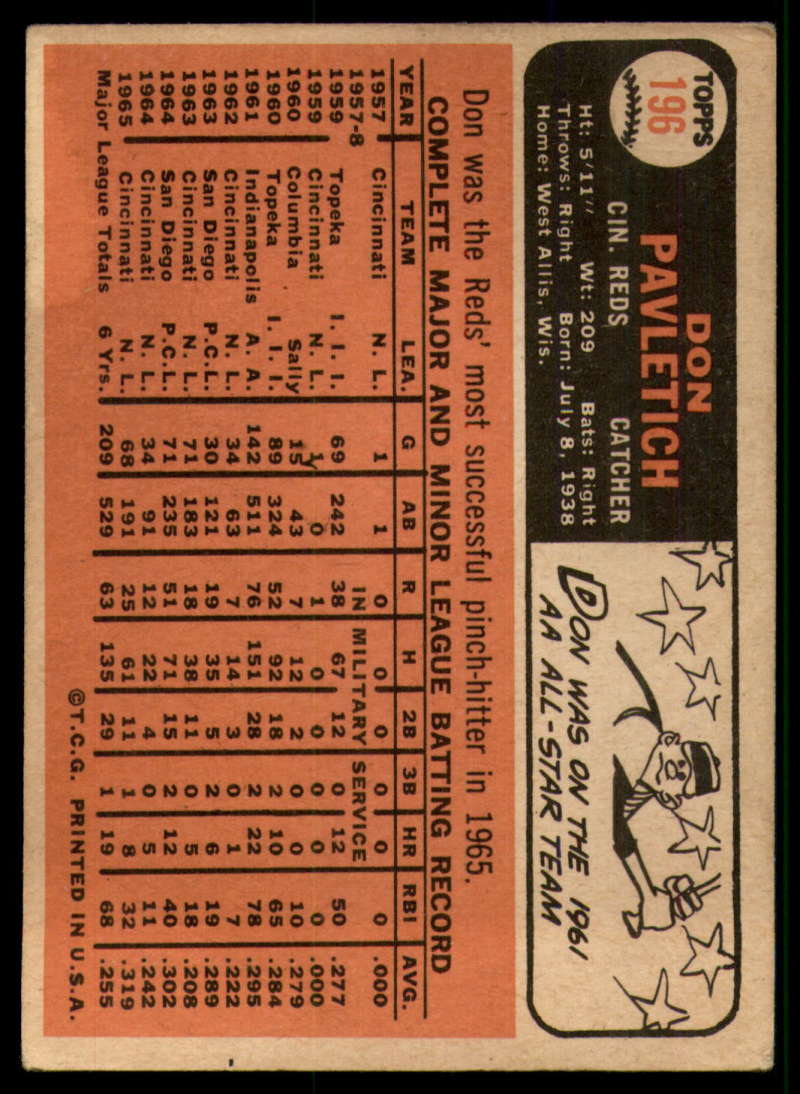 TOPPS
196
DON
PAVLETICH
CIN. REDS CATCHER
Ht: 5'11" Wt: 209 Bats: Right
Throws: Right Born: July 8, 1938
Home: West Allis, Wis.
DON WAS ON THE 1961
AA ALL-STAR TEAM
Don was the Reds' most successful pinch-hitter in 1965.
COMPLETE MAJOR AND MINOR LEAGUE BATTING RECORD
YEAR TEAM LEA. G AB R H 2B 3B HR RBI AVG.
1957 Cincinnati N. L. 1 1 0 0 0 0 0 0 .000
1957-8 IN MILITARY SERVICE
1959 Topeka I. I. I. 69 242 38 67 12 0 12 50 .277
1959 Cincinnati N. L. 1 0 1 0 0 0 0 0 .000
1960 Columbia Sally 15 43 7 12 2 0 0 10 .279
1960 Topeka I. I. I. 89 324 52 92 18 2 10 65 .284
1961 Indianapolis A. A. 142 511 76 151 28 2 22 78 .295
1962 Cincinnati N. L. 34 63 7 14 3 0 1 7 .222
1963 San Diego P.C.L. 30 121 19 35 5 2 6 19 .289
1963 Cincinnati N. L. 71 183 18 38 11 0 5 18 .208
1964 San Diego P.C.L. 71 235 51 71 15 2 12 40 .302
1964 Cincinnati N. L. 34 91 12 22 4 0 5 11 .242
1965 Cincinnati N. L. 68 191 25 61 11 1 8 32 .319
Major League Totals 6 Yrs. 209 529 63 135 29 1 19 68 .255
©T.C.G. PRINTED IN U.S.A.